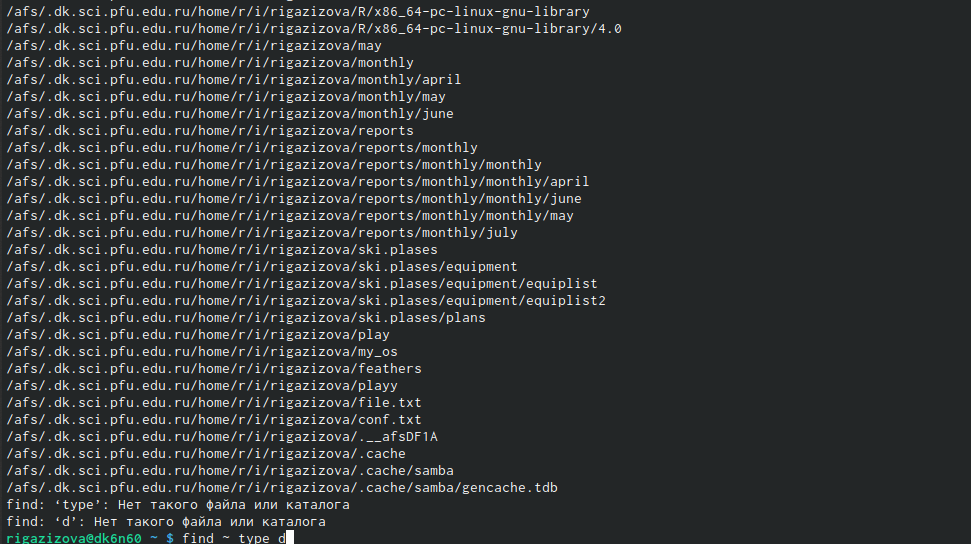 /afs/.dk.sci.pfu.edu.ru/home/r/i/rigazizova/R/x86_64-pc-linux-gnu-library
/afs/.dk.sci.pfu.edu.ru/home/r/i/rigazizova/R/x86_64-pc-linux-gnu-library/4.0
/afs/.dk.sci.pfu.edu.ru/home/r/i/rigazizova/may
/afs/.dk.sci.pfu.edu.ru/home/r/i/rigazizova/monthly
/afs/.dk.sci.pfu.edu.ru/home/r/i/rigazizova/monthly/april
/afs/.dk.sci.pfu.edu.ru/home/r/i/rigazizova/monthly/may
/afs/.dk.sci.pfu.edu.ru/home/r/i/rigazizova/monthly/june
/afs/.dk.sci.pfu.edu.ru/home/r/i/rigazizova/reports
/afs/.dk.sci.pfu.edu.ru/home/r/i/rigazizova/reports/monthly
/afs/.dk.sci.pfu.edu.ru/home/r/i/rigazizova/reports/monthly/monthly
/afs/.dk.sci.pfu.edu.ru/home/r/i/rigazizova/reports/monthly/monthly/april
/afs/.dk.sci.pfu.edu.ru/home/r/i/rigazizova/reports/monthly/monthly/june
/afs/.dk.sci.pfu.edu.ru/home/r/i/rigazizova/reports/monthly/monthly/may
/afs/.dk.sci.pfu.edu.ru/home/r/i/rigazizova/reports/monthly/july
/afs/.dk.sci.pfu.edu.ru/home/r/i/rigazizova/ski.plases
/afs/.dk.sci.pfu.edu.ru/home/r/i/rigazizova/ski.plases/equipment
/afs/.dk.sci.pfu.edu.ru/home/r/i/rigazizova/ski.plases/equipment/equiplist
/afs/.dk.sci.pfu.edu.ru/home/r/i/rigazizova/ski.plases/equipment/equiplist2
/afs/.dk.sci.pfu.edu.ru/home/r/i/rigazizova/ski.plases/plans
/afs/.dk.sci.pfu.edu.ru/home/r/i/rigazizova/play
/afs/.dk.sci.pfu.edu.ru/home/r/i/rigazizova/my_os
/afs/.dk.sci.pfu.edu.ru/home/r/i/rigazizova/feathers
/afs/.dk.sci.pfu.edu.ru/home/r/i/rigazizova/playy
/afs/.dk.sci.pfu.edu.ru/home/r/i/rigazizova/file.txt
/afs/.dk.sci.pfu.edu.ru/home/r/i/rigazizova/conf.txt
/afs/.dk.sci.pfu.edu.ru/home/r/i/rigazizova/.__afsDF1A
/afs/.dk.sci.pfu.edu.ru/home/r/i/rigazizova/.cache
/afs/.dk.sci.pfu.edu.ru/home/r/i/rigazizova/.cache/samba
/afs/.dk.sci.pfu.edu.ru/home/r/i/rigazizova/.cache/samba/gencache.tdb
find: ‘type’: Нет такого файла или каталога
find: ‘d’: Нет такого файла или каталога
rigazizova@dk6n60 ~ $ find ~ type d